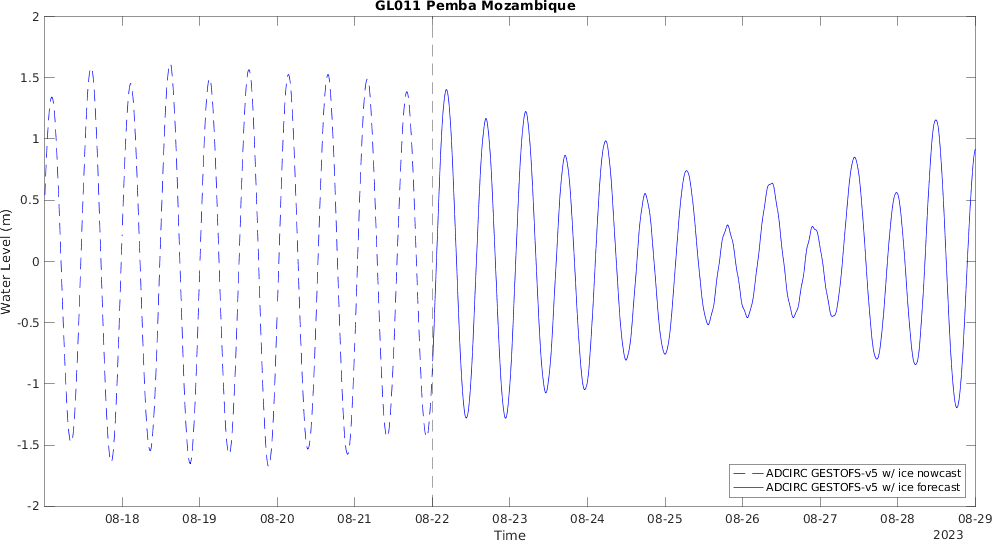 GL011 Pemba Mozambique
2
1.5
1
0.5
0
-0.5
-1
-1.5
-2
Water Level (m)
ADCIRC GESTOFS-v5 w/ ice nowcast
ADCIRC GESTOFS-v5 w/ ice forecast
08-18 08-19 08-20 08-21 08-22 08-23 08-24 08-25 08-26 08-27 08-28 08-29
Time
2023